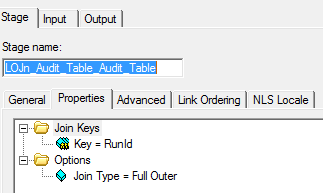 Stage Input Output
Stage name:
LOJn_Audit_Table_Audit_Table
General Properties Advanced Link Ordering NLS Locale
Join Keys
Key = RunId
Options
Join Type = Full Outer